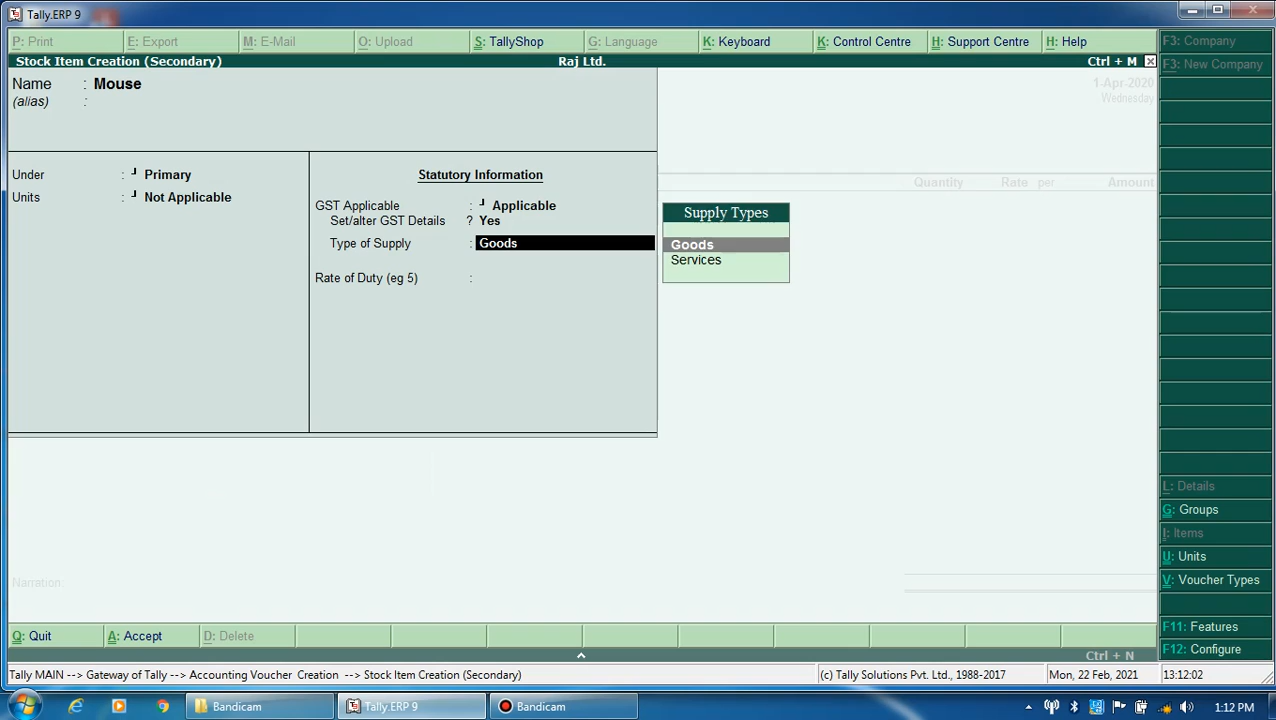 Tally.ERP 9
P: Print E: Export M: E-Mail O: Upload S: TallyShop G: Language K: Keyboard K: Control Centre H: Support Centre H: Help
F3: Company
F3: New Company
Stock Item Creation (Secondary) Raj Ltd. Ctrl + M
Name : Mouse
(alias) :
1-Apr-2020
Wednesday
Under : Primary
Units : Not Applicable
Statutory Information
GST Applicable : Applicable
Set/alter GST Details ? Yes
Type of Supply : Goods
Rate of Duty (eg 5) :
Quantity Rate per Amount
Supply Types
Goods
Services
Narration:
L: Details
G: Groups
I: Items
U: Units
V: Voucher Types
F11: Features
F12: Configure
Q: Quit A: Accept D: Delete
Ctrl + N
Tally MAIN --> Gateway of Tally --> Accounting Voucher Creation --> Stock Item Creation (Secondary) (c) Tally Solutions Pvt. Ltd., 1988-2017 Mon, 22 Feb, 2021 13:12:02
Bandicam Tally.ERP 9 Bandicam 1:12 PM